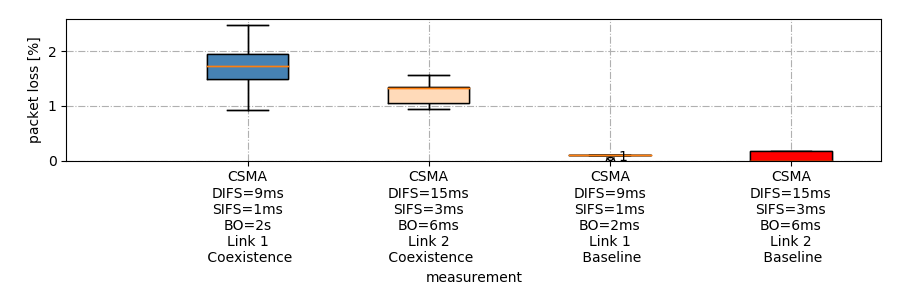 packet loss [%]
2
1
0
1
CSMA CSMA CSMA CSMA
DIFS=9ms DIFS=15ms DIFS=9ms DIFS=15ms
SIFS=1ms SIFS=3ms SIFS=1ms SIFS=3ms
BO=2s BO=6ms BO=2ms BO=6ms
Link 1 Link 2 Link 1 Link 2
Coexistence Coexistence Baseline Baseline
measurement